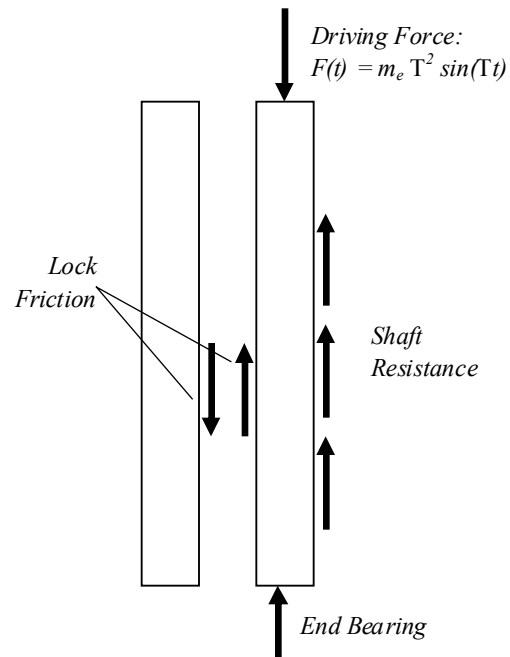 Driving Force:
F(t) = mₑ T² sin(Tt)
Lock
Friction
Shaft
Resistance
End Bearing